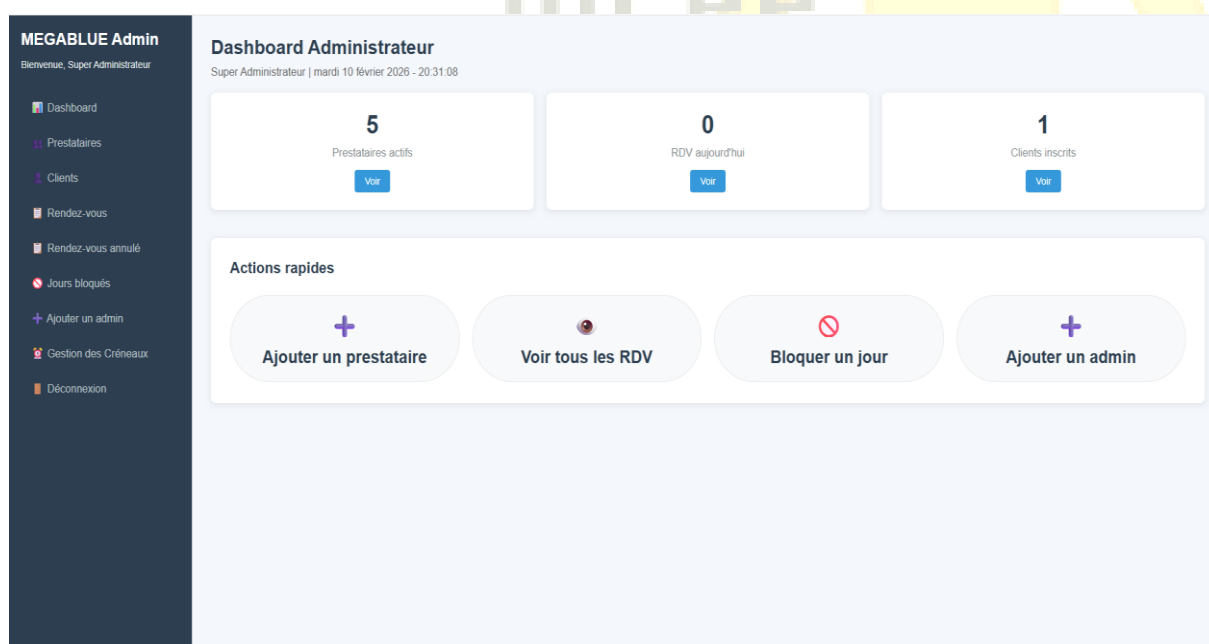 MEGABLUE Admin
Bienvenue, Super Administrateur
Dashboard
Prestataires
Clients
Rendez-vous
Rendez-vous annulé
Jours bloqués
Ajouter un admin
Gestion des Créneaux
Déconnexion
Dashboard Administrateur
Super Administrateur | mardi 10 février 2026 - 20:31:08
5
Prestataires actifs
Voir
0
RDV aujourd'hui
Voir
1
Clients inscrits
Voir
Actions rapides
Ajouter un prestataire
Voir tous les RDV
Bloquer un jour
Ajouter un admin